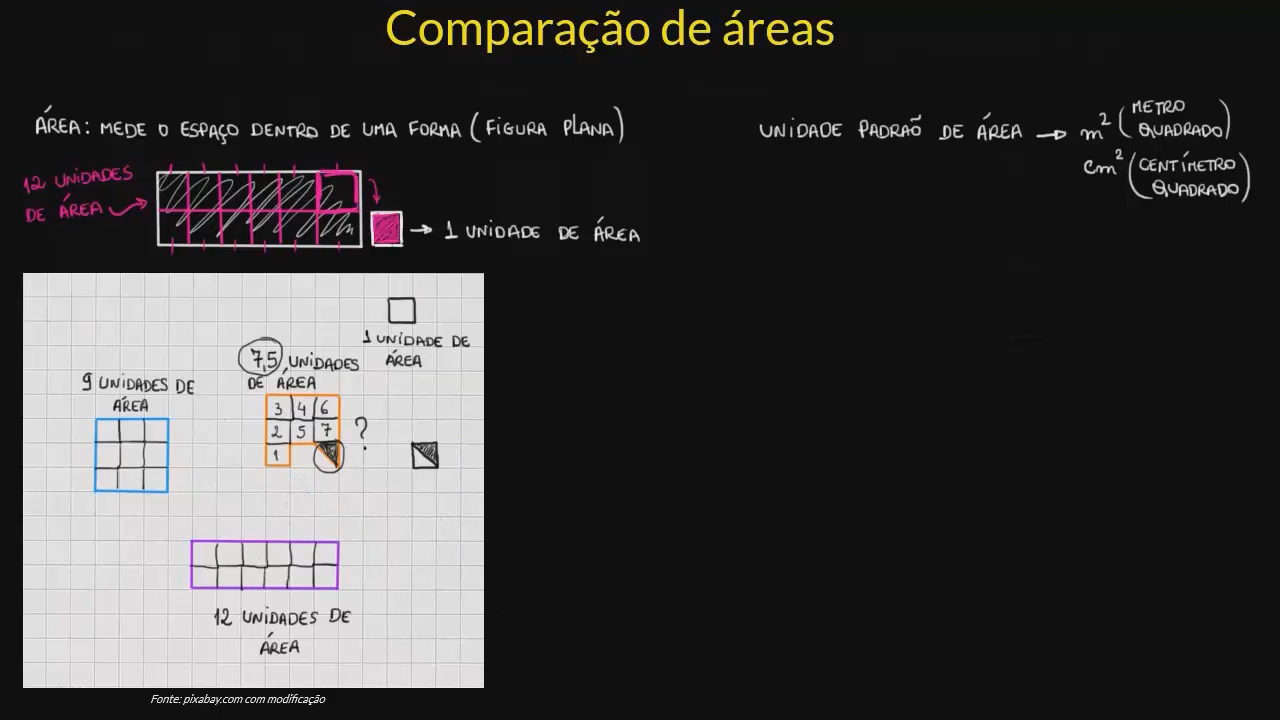 Comparação de áreas
ÁREA: MEDE O ESPAÇO DENTRO DE UMA FORMA (FIGURA PLANA)
UNIDADE PADRAÕ DE ÁREA → m² (METRO QUADRADO)
cm² (CENTÍMETRO QUADRADO)
12 UNIDADES
DE ÁREA
→ 1 UNIDADE DE ÁREA
1 UNIDADE DE
ÁREA
7,5 UNIDADES
DE ÁREA
9 UNIDADES DE
ÁREA
3 4 6
2 5 7 ?
1
12 UNIDADES DE
ÁREA
Fonte: pixabay.com com modificação